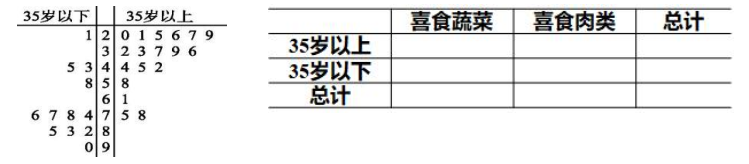 35岁以下 35岁以上
1 2 0 1 5 6 7 9
3 2 3 7 9 6
5 3 4 4 5 2
8 5 8
6 1
6 7 8 4 7 5 8
5 3 2 8
0 9
喜食蔬菜 喜食肉类 总计
35岁以上
35岁以下
总计